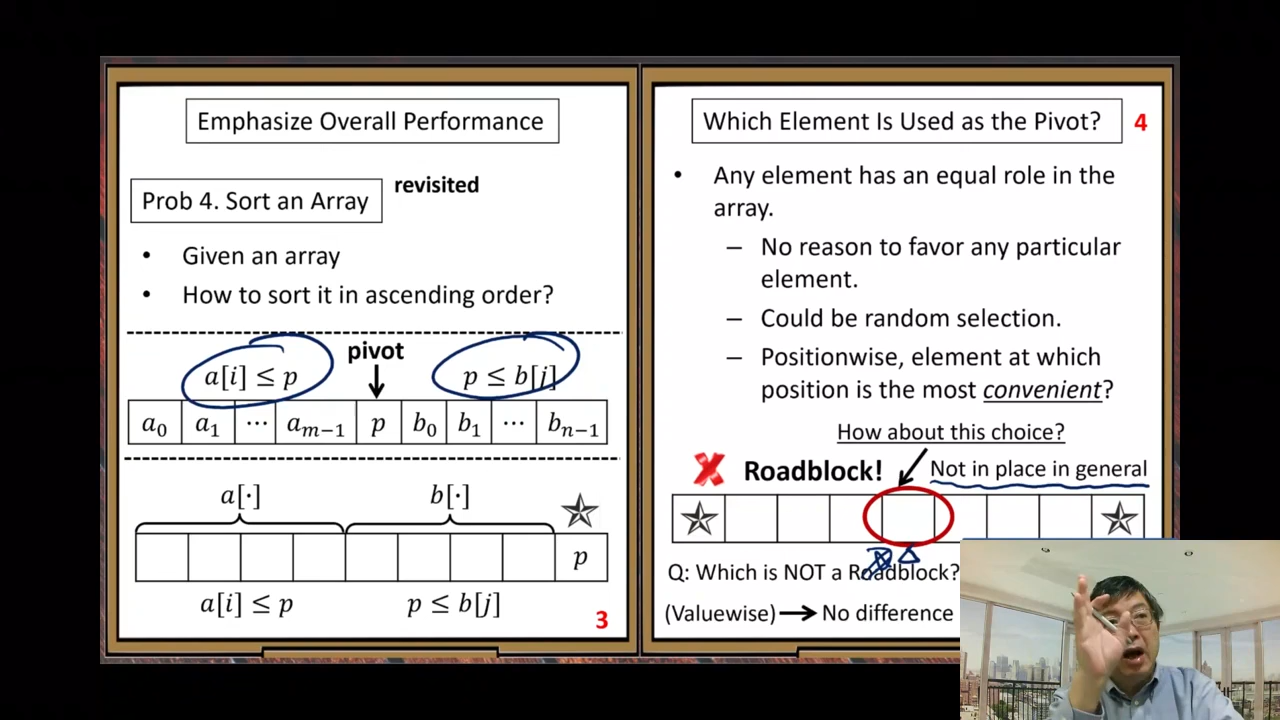 Emphasize Overall Performance
Prob 4. Sort an Array
revisited
• Given an array
• How to sort it in ascending order?
a[i] ≤ p
pivot
p ≤ b[j]
a₀ a₁ ⋯ aₘ₋₁ p b₀ b₁ ⋯ bₙ₋₁
a[·]
b[·]
p
a[i] ≤ p
p ≤ b[j]
3
Which Element Is Used as the Pivot?
4
• Any element has an equal role in the
array.
– No reason to favor any particular
element.
– Could be random selection.
– Positionwise, element at which
position is the most convenient?
How about this choice?
Roadblock!
Not in place in general
Q: Which is NOT a Roadblock?
(Valuewise) → No difference